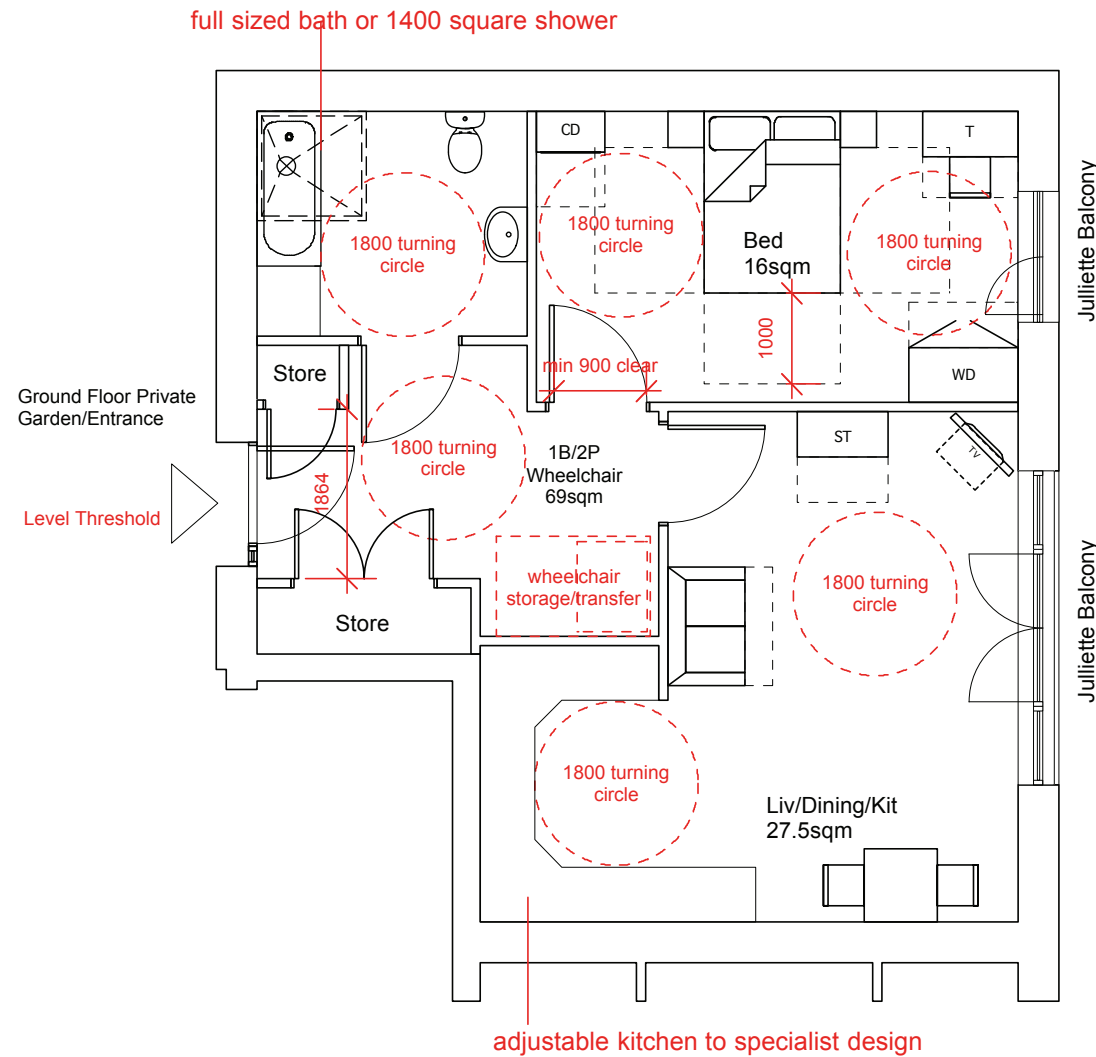 full sized bath or 1400 square shower
CD
T
1800 turning
circle
1800 turning
circle
Bed
16sqm
1800 turning
circle
Julliette Balcony
1000
min 900 clear
WD
Store
Ground Floor Private
Garden/Entrance
1800 turning
circle
1B/2P
Wheelchair
69sqm
ST
TV
1864
Level Threshold
wheelchair
storage/transfer
1800 turning
circle
Julliette Balcony
Store
1800 turning
circle
Liv/Dining/Kit
27.5sqm
adjustable kitchen to specialist design